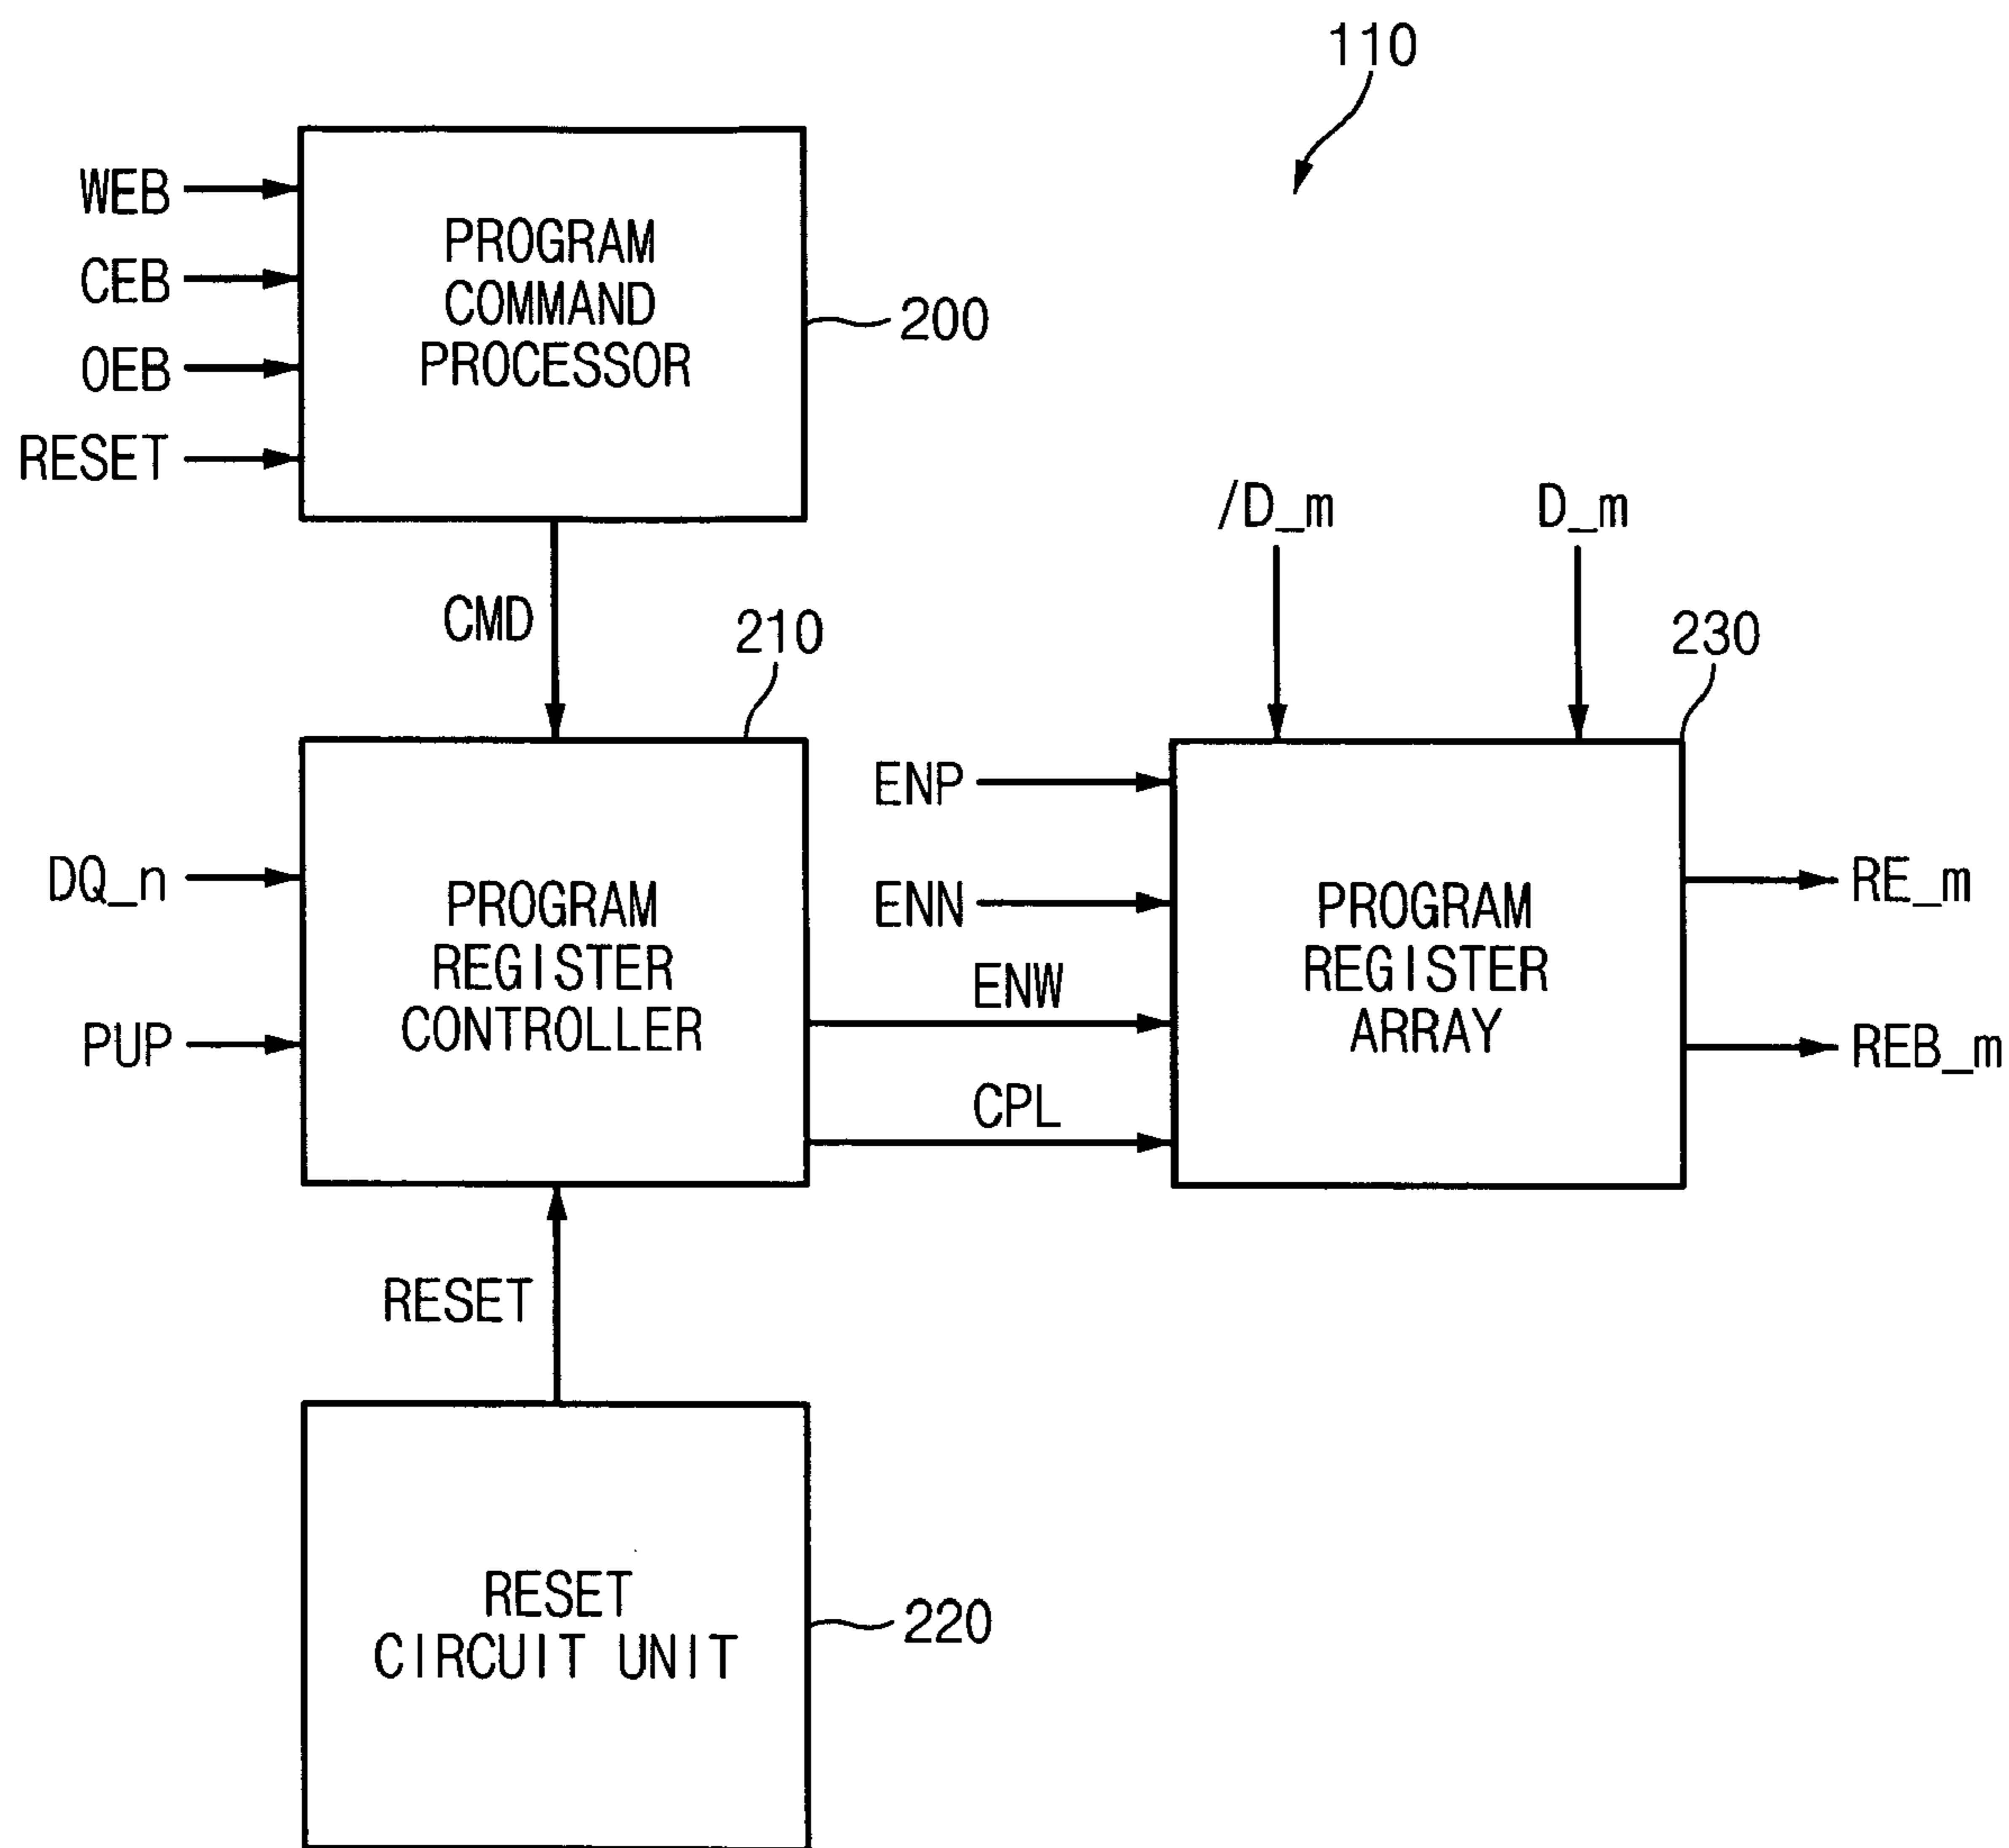 110
WEB
CEB
OEB
RESET
PROGRAM
COMMAND
PROCESSOR
200
CMD
210
/D_m
D_m
230
DQ_n
PUP
PROGRAM
REGISTER
CONTROLLER
ENP
ENN
ENW
CPL
PROGRAM
REGISTER
ARRAY
RE_m
REB_m
RESET
RESET
CIRCUIT UNIT
220